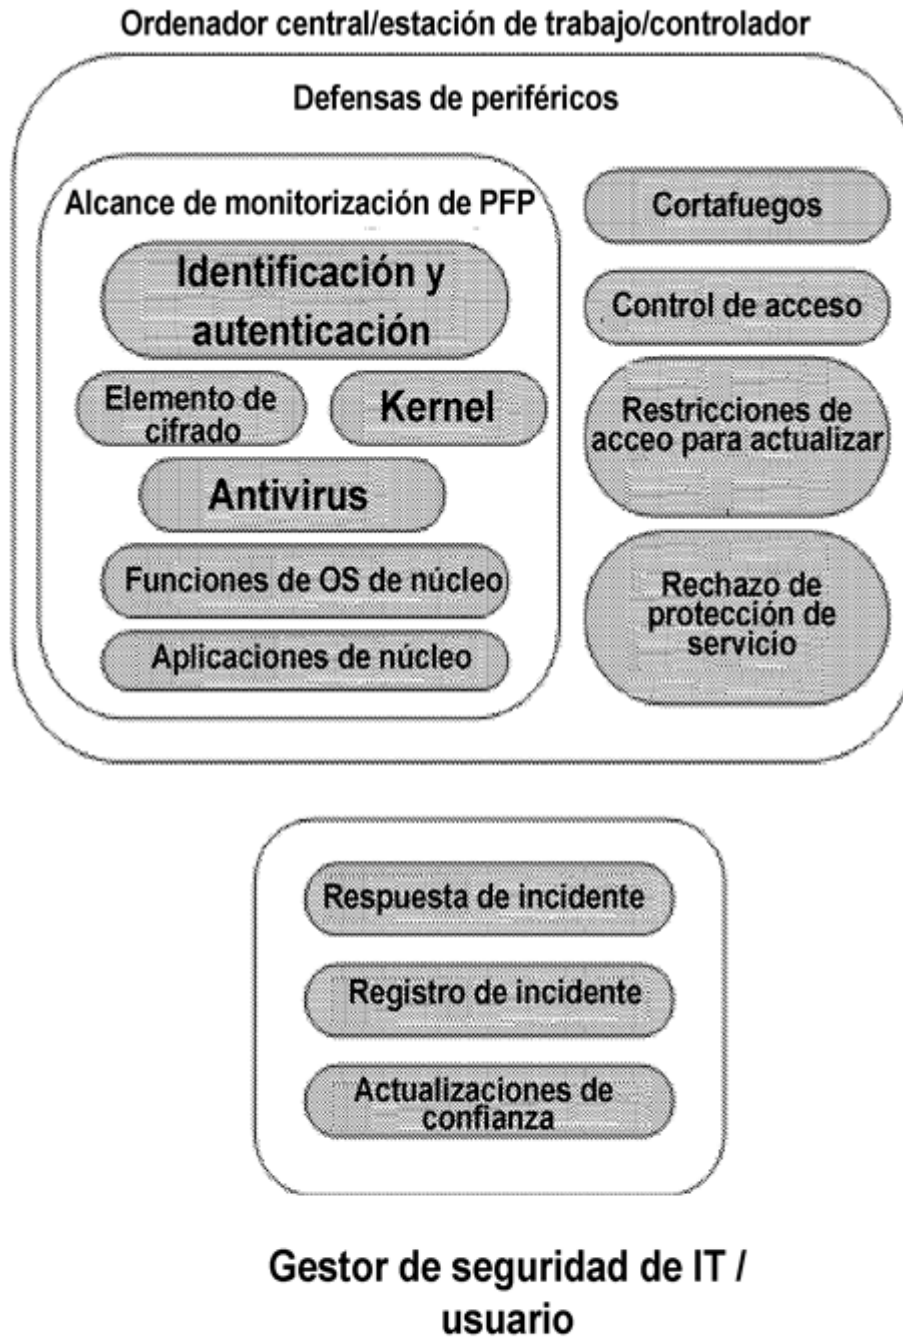 Ordenador central/estación de trabajo/controlador
Defensas de periféricos
Alcance de monitorización de PFP
Identificación y
autenticación
Elemento de
cifrado
Kernel
Antivirus
Funciones de OS de núcleo
Aplicaciones de núcleo
Cortafuegos
Control de acceso
Restricciones de
acceo para actualizar
Rechazo de
protección de
servicio
Respuesta de incidente
Registro de incidente
Actualizaciones de
confianza
Gestor de seguridad de IT /
usuario